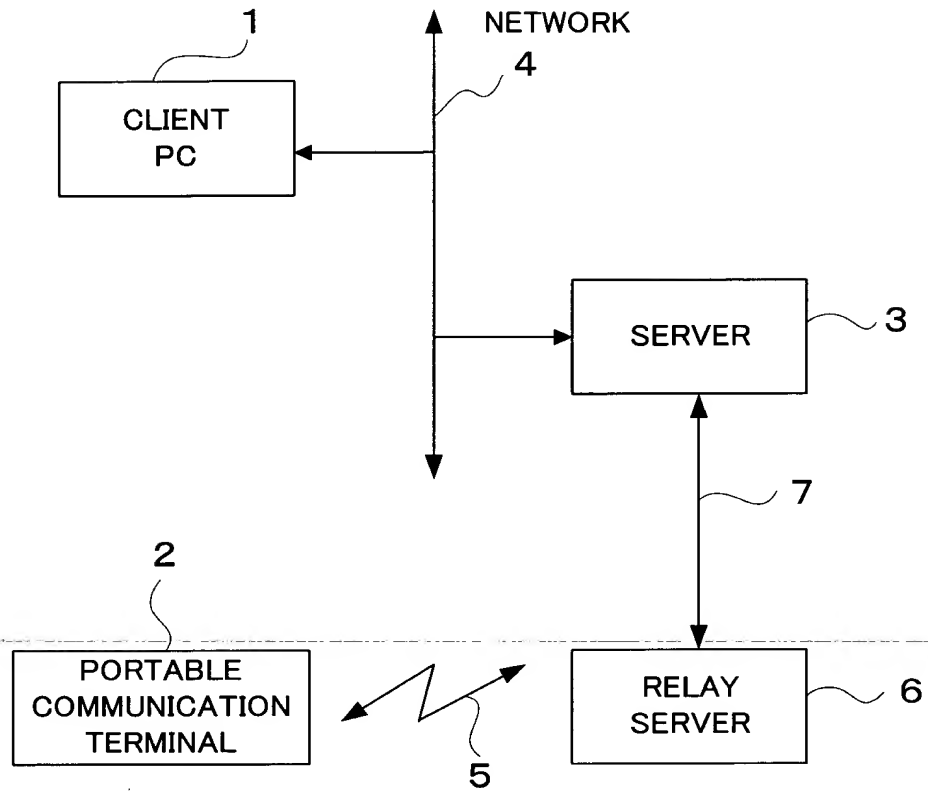 1
NETWORK
4
CLIENT
PC
SERVER
3
7
2
PORTABLE
COMMUNICATION
TERMINAL
5
RELAY
SERVER
6